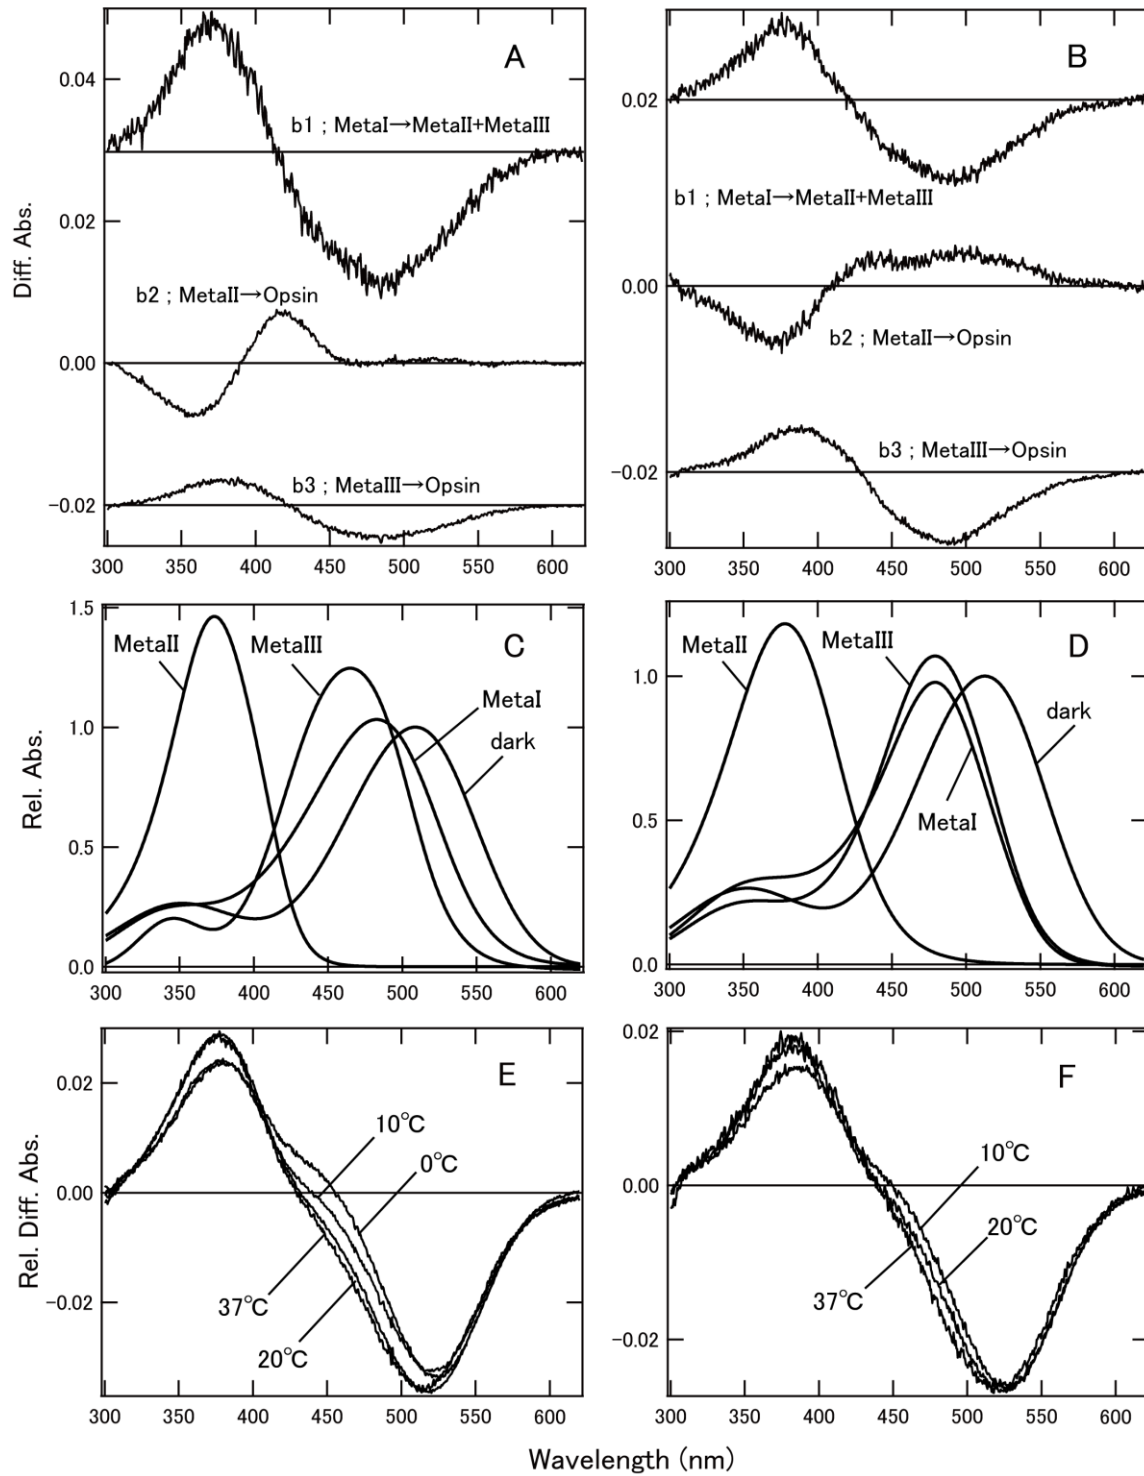 A
0.04
b1 ; MetaI→MetaII+MetaIII
0.02
b2 ; MetaII→Opsin
0.00
b3 ; MetaIII→Opsin
−0.02
Diff. Abs.
300 350 400 450 500 550 600
B
0.02
b1 ; MetaI→MetaII+MetaIII
0.00
b2 ; MetaII→Opsin
b3 ; MetaIII→Opsin
−0.02
300 350 400 450 500 550 600
1.5
MetaII
MetaIII
C
MetaI
dark
1.0
0.5
0.0
Rel. Abs.
300 350 400 450 500 550 600
MetaII
MetaIII
D
dark
MetaI
1.0
0.5
0.0
300 350 400 450 500 550 600
E
0.02
10℃
0℃
0.00
37℃
20℃
−0.02
Rel. Diff. Abs.
300 350 400 450 500 550 600
0.02
F
10℃
0.00
20℃
37℃
−0.02
300 350 400 450 500 550 600
Wavelength (nm)